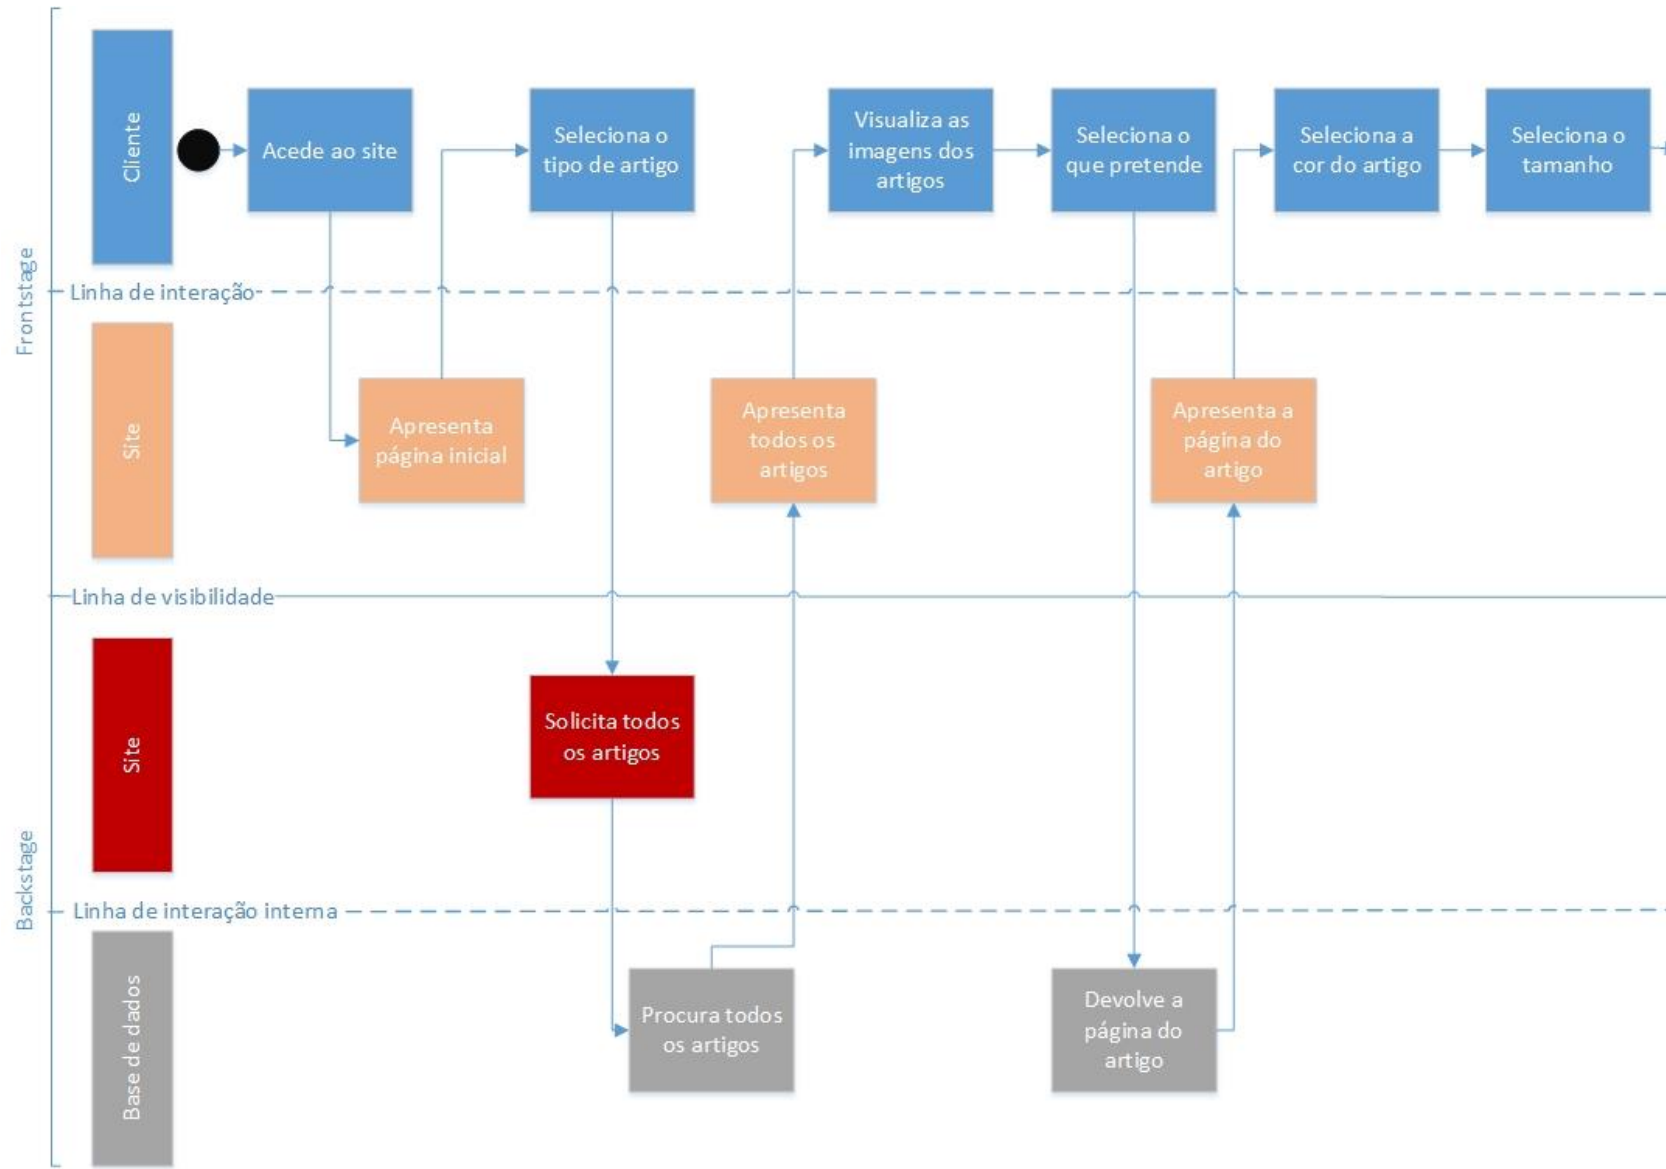 Frontstage
Cliente
Acede ao site
Seleciona o
tipo de artigo
Visualiza as
imagens dos
artigos
Seleciona o
que pretende
Seleciona a
cor do artigo
Seleciona o
tamanho
Linha de interação
Site
Apresenta
página inicial
Apresenta
todos os
artigos
Apresenta a
página do
artigo
Linha de visibilidade
Backstage
Site
Solicita todos
os artigos
Linha de interação interna
Base de dados
Procura todos
os artigos
Devolve a
página do
artigo